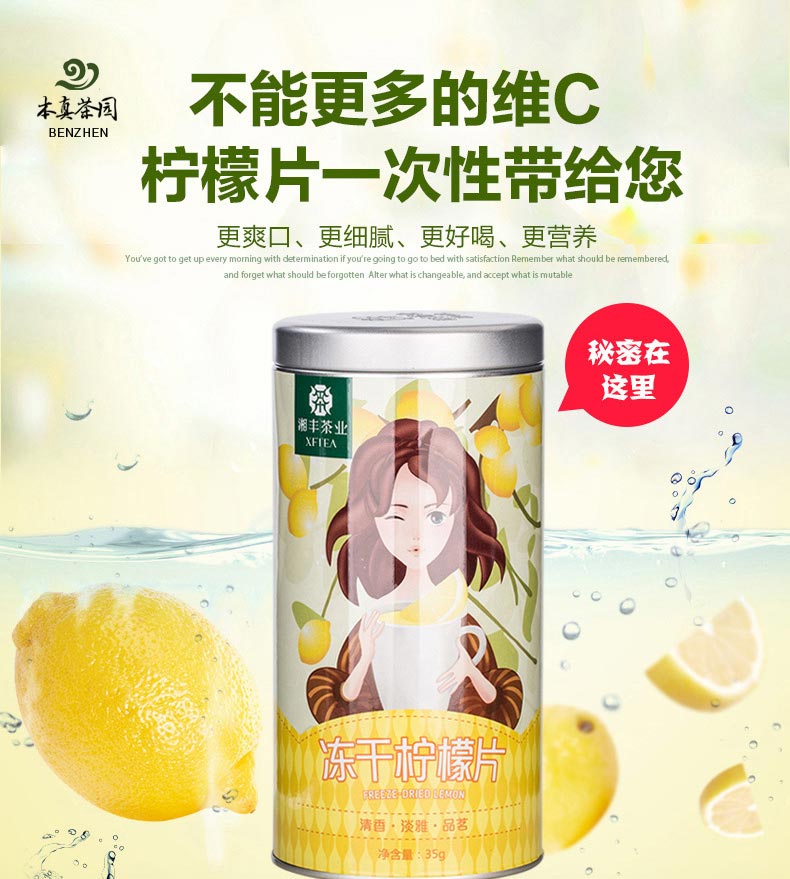 本真茶园
BENZHEN
不能更多的维C
柠檬片一次性带给您
更爽口、更细腻、更好喝、更营养
You've got to get up every morning with determination if you're going to go to bed with satisfaction Remember what should be remembered,
and forget what should be forgotten Alter what is changeable, and accept what is mutable
秘密在
这里
湘丰茶业
XFTEA
冻干柠檬片
FREEZE-DRIED LEMON
清香·淡雅·品茗
净含量:35g